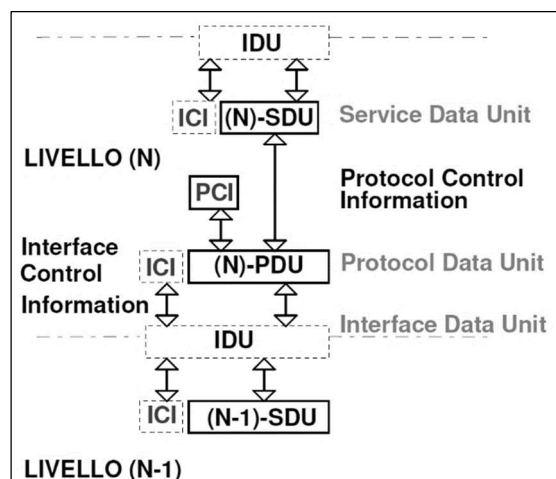 IDU
ICI (N)-SDU Service Data Unit
LIVELLO (N)
PCI
Protocol Control
Information
Interface
Control
Information
ICI (N)-PDU Protocol Data Unit
Interface Data Unit
IDU
ICI (N-1)-SDU
LIVELLO (N-1)